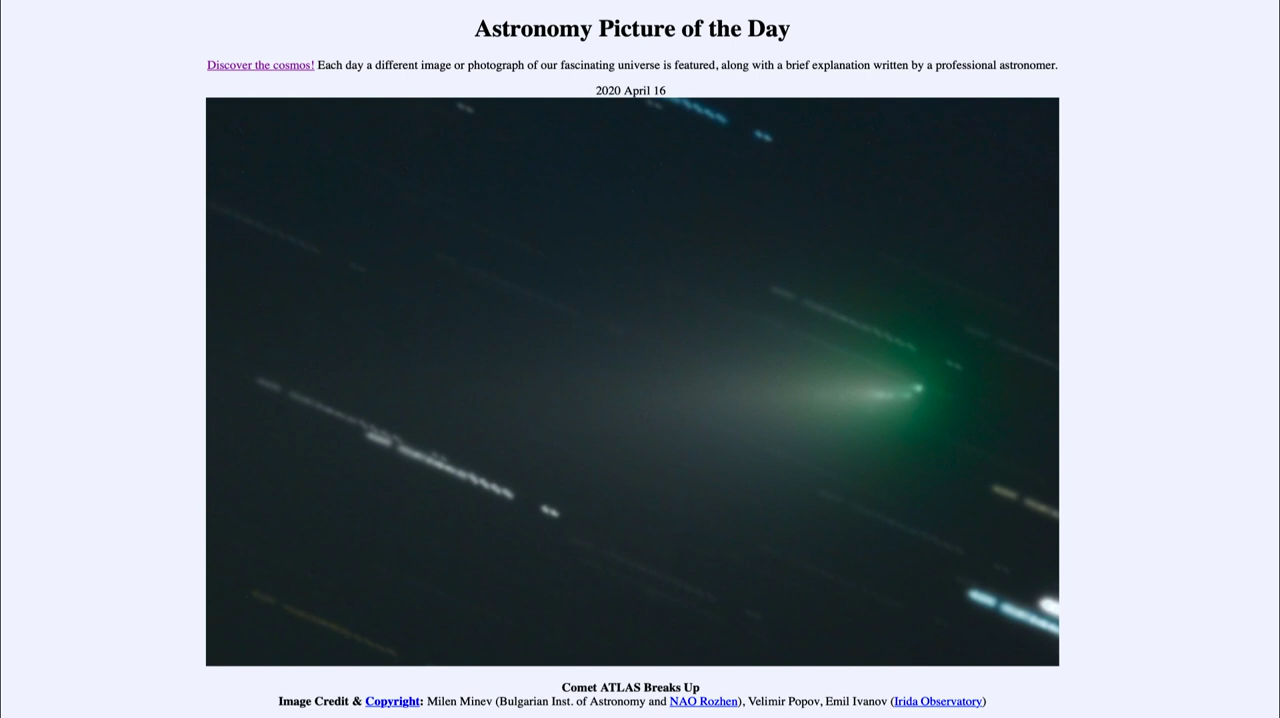 Astronomy Picture of the Day
Discover the cosmos! Each day a different image or photograph of our fascinating universe is featured, along with a brief explanation written by a professional astronomer.
2020 April 16
Comet ATLAS Breaks Up
Image Credit & Copyright: Milen Minev (Bulgarian Inst. of Astronomy and NAO Rozhen), Velimir Popov, Emil Ivanov (Irida Observatory)